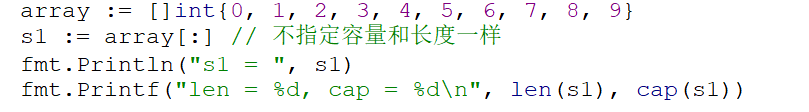 array := []int{0, 1, 2, 3, 4, 5, 6, 7, 8, 9}
s1 := array[:] // 不指定容量和长度一样
fmt.Println("s1 = ", s1)
fmt.Printf("len = %d, cap = %d\n", len(s1), cap(s1))